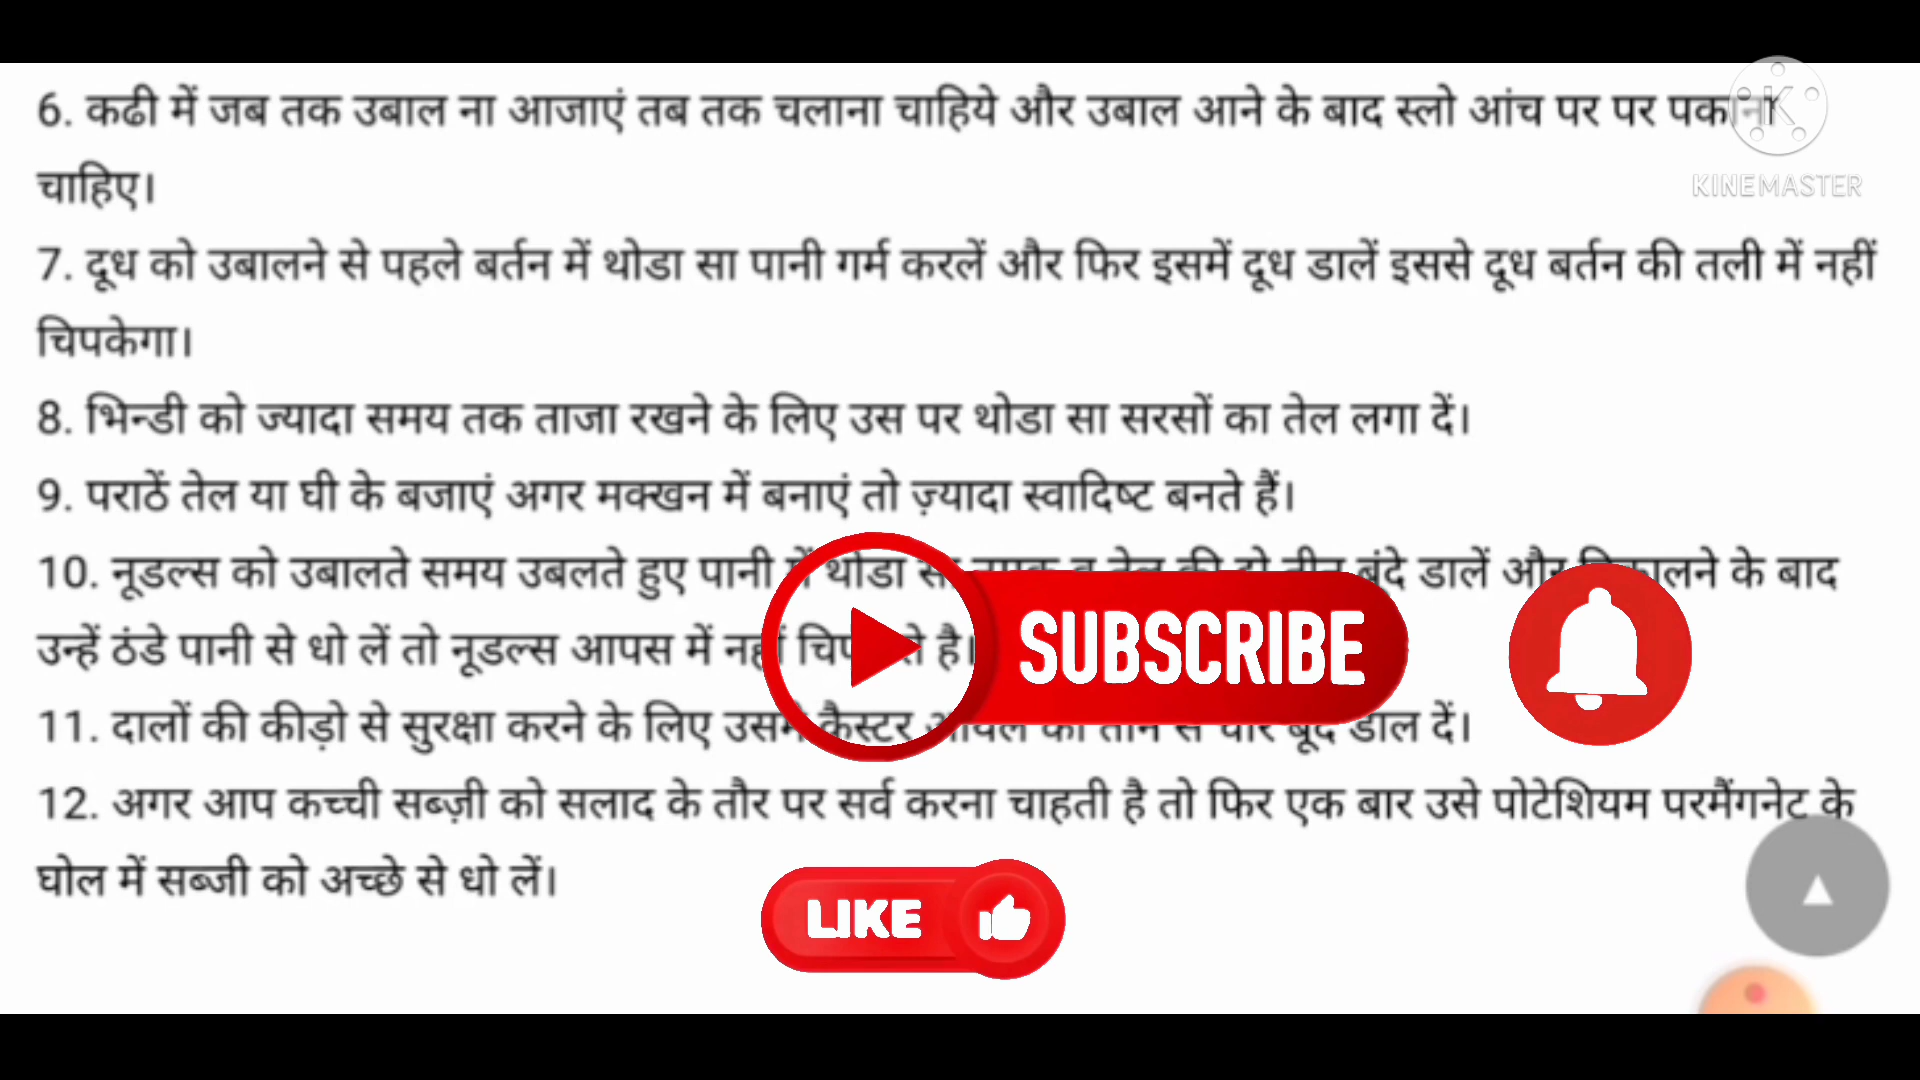 6. कढी में जब तक उबाल ना आजाएं तब तक चलाना चाहिये और उबाल आने के बाद स्लो आंच पर पर पकाना
चाहिए।
KINEMASTER
7. दूध को उबालने से पहले बर्तन में थोडा सा पानी गर्म करलें और फिर इसमें दूध डालें इससे दूध बर्तन की तली में नहीं
चिपकेगा।
8. भिन्डी को ज्यादा समय तक ताजा रखने के लिए उस पर थोडा सा सरसों का तेल लगा दें।
9. पराठें तेल या घी के बजाएं अगर मक्खन में बनाएं तो ज़्यादा स्वादिष्ट बनते हैं।
10. नूडल्स को उबालते समय उबलते हुए पानी में थोडा बूंदे डालें और के बाद
उन्हें ठंडे पानी से धो लें तो नूडल्स आपस में है।
SUBSCRIBE
11. दालों की कीड़ो से सुरक्षा करने के लिए उसमें कैस्टर डाल दें।
12. अगर आप कच्ची सब्ज़ी को सलाद के तौर पर सर्व करना चाहती है तो फिर एक बार उसे पोटेशियम परमैंगनेट के
घोल में सब्जी को अच्छे से धो लें।
LIKE